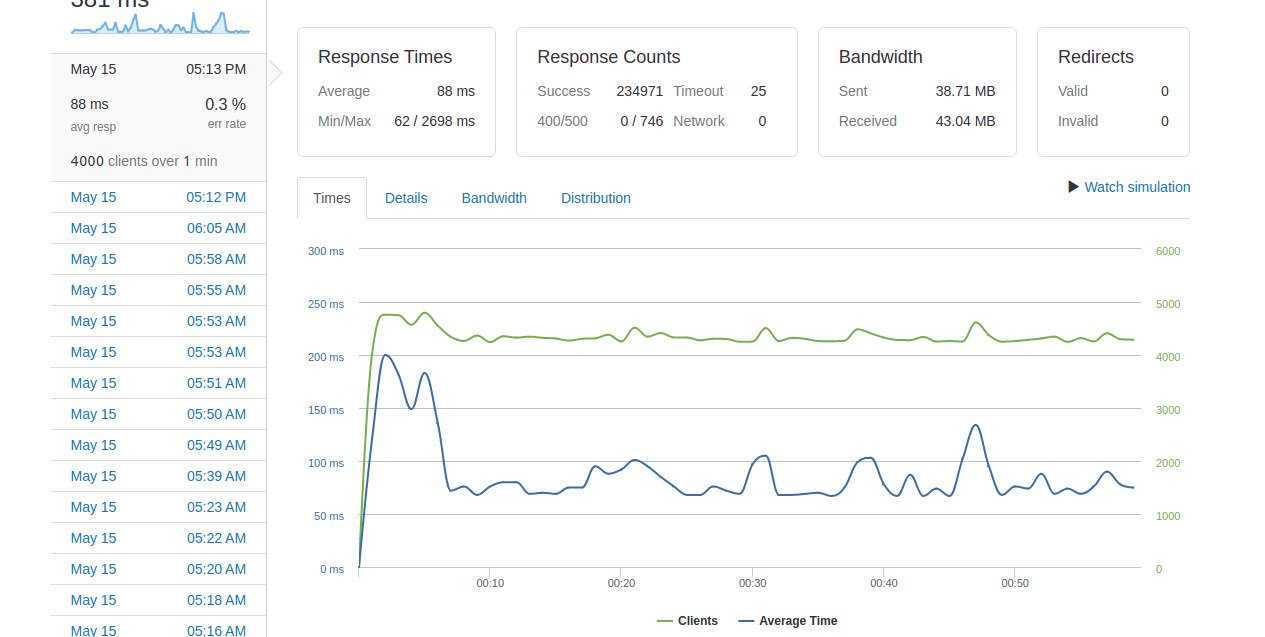 381 ms
May 15 05:13 PM
88 ms 0.3 %
avg resp err rate
4000 clients over 1 min
May 15 05:12 PM
May 15 06:05 AM
May 15 05:58 AM
May 15 05:55 AM
May 15 05:53 AM
May 15 05:53 AM
May 15 05:51 AM
May 15 05:50 AM
May 15 05:49 AM
May 15 05:39 AM
May 15 05:23 AM
May 15 05:22 AM
May 15 05:20 AM
May 15 05:18 AM
May 15 05:16 AM
Response Times
Average 88 ms
Min/Max 62 / 2698 ms
Response Counts
Success 234971 Timeout 25
400/500 0 / 746 Network 0
Bandwidth
Sent 38.71 MB
Received 43.04 MB
Redirects
Valid 0
Invalid 0
Times Details Bandwidth Distribution
Watch simulation
300 ms 6000
250 ms 5000
200 ms 4000
150 ms 3000
100 ms 2000
50 ms 1000
0 ms 0
00:10 00:20 00:30 00:40 00:50
Clients Average Time